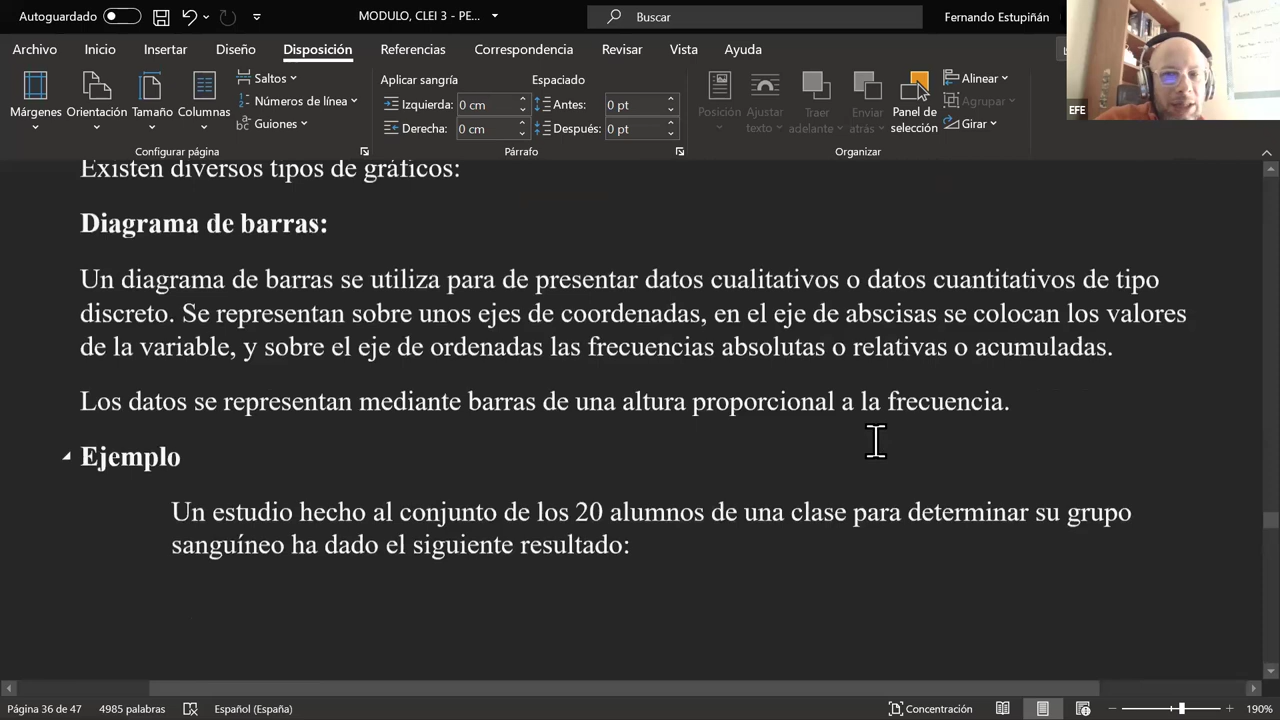 Autoguardado
MODULO, CLEI 3 - PE...
Buscar
Fernando Estupiñán
Archivo
Inicio
Insertar
Diseño
Disposición
Referencias
Correspondencia
Revisar
Vista
Ayuda
Márgenes
Orientación
Tamaño
Columnas
Saltos
Números de línea
Guiones
Configurar página
Aplicar sangría
Izquierda: 0 cm
Derecha: 0 cm
Espaciado
Antes: 0 pt
Después: 0 pt
Párrafo
Posición
Ajustar texto
Traer adelante
Enviar atrás
Panel de selección
Alinear
Agrupar
Girar
Organizar
EFE
Existen diversos tipos de gráficos:
Diagrama de barras:
Un diagrama de barras se utiliza para de presentar datos cualitativos o datos cuantitativos de tipo
discreto. Se representan sobre unos ejes de coordenadas, en el eje de abscisas se colocan los valores
de la variable, y sobre el eje de ordenadas las frecuencias absolutas o relativas o acumuladas.
Los datos se representan mediante barras de una altura proporcional a la frecuencia.
Ejemplo
Un estudio hecho al conjunto de los 20 alumnos de una clase para determinar su grupo
sanguíneo ha dado el siguiente resultado:
Página 36 de 47
4985 palabras
Español (España)
Concentración
190%